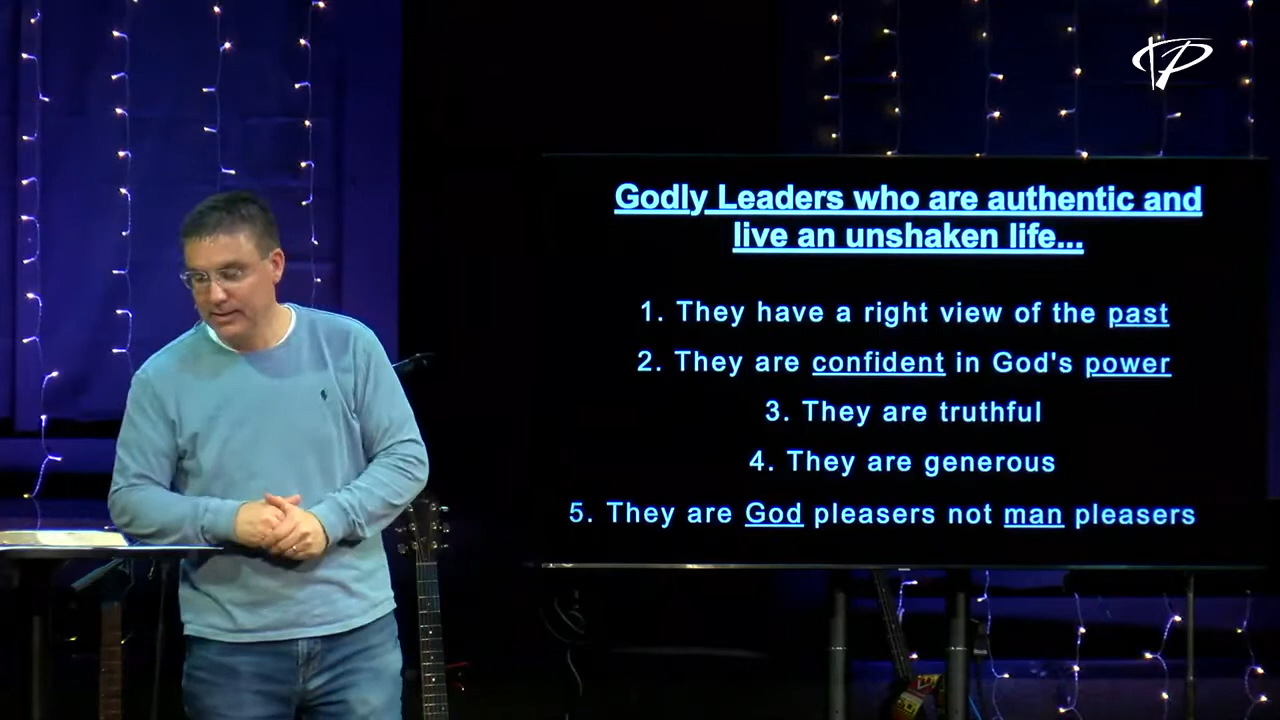 Godly Leaders who are authentic and
live an unshaken life...
1. They have a right view of the past
2. They are confident in God's power
3. They are truthful
4. They are generous
5. They are God pleasers not man pleasers